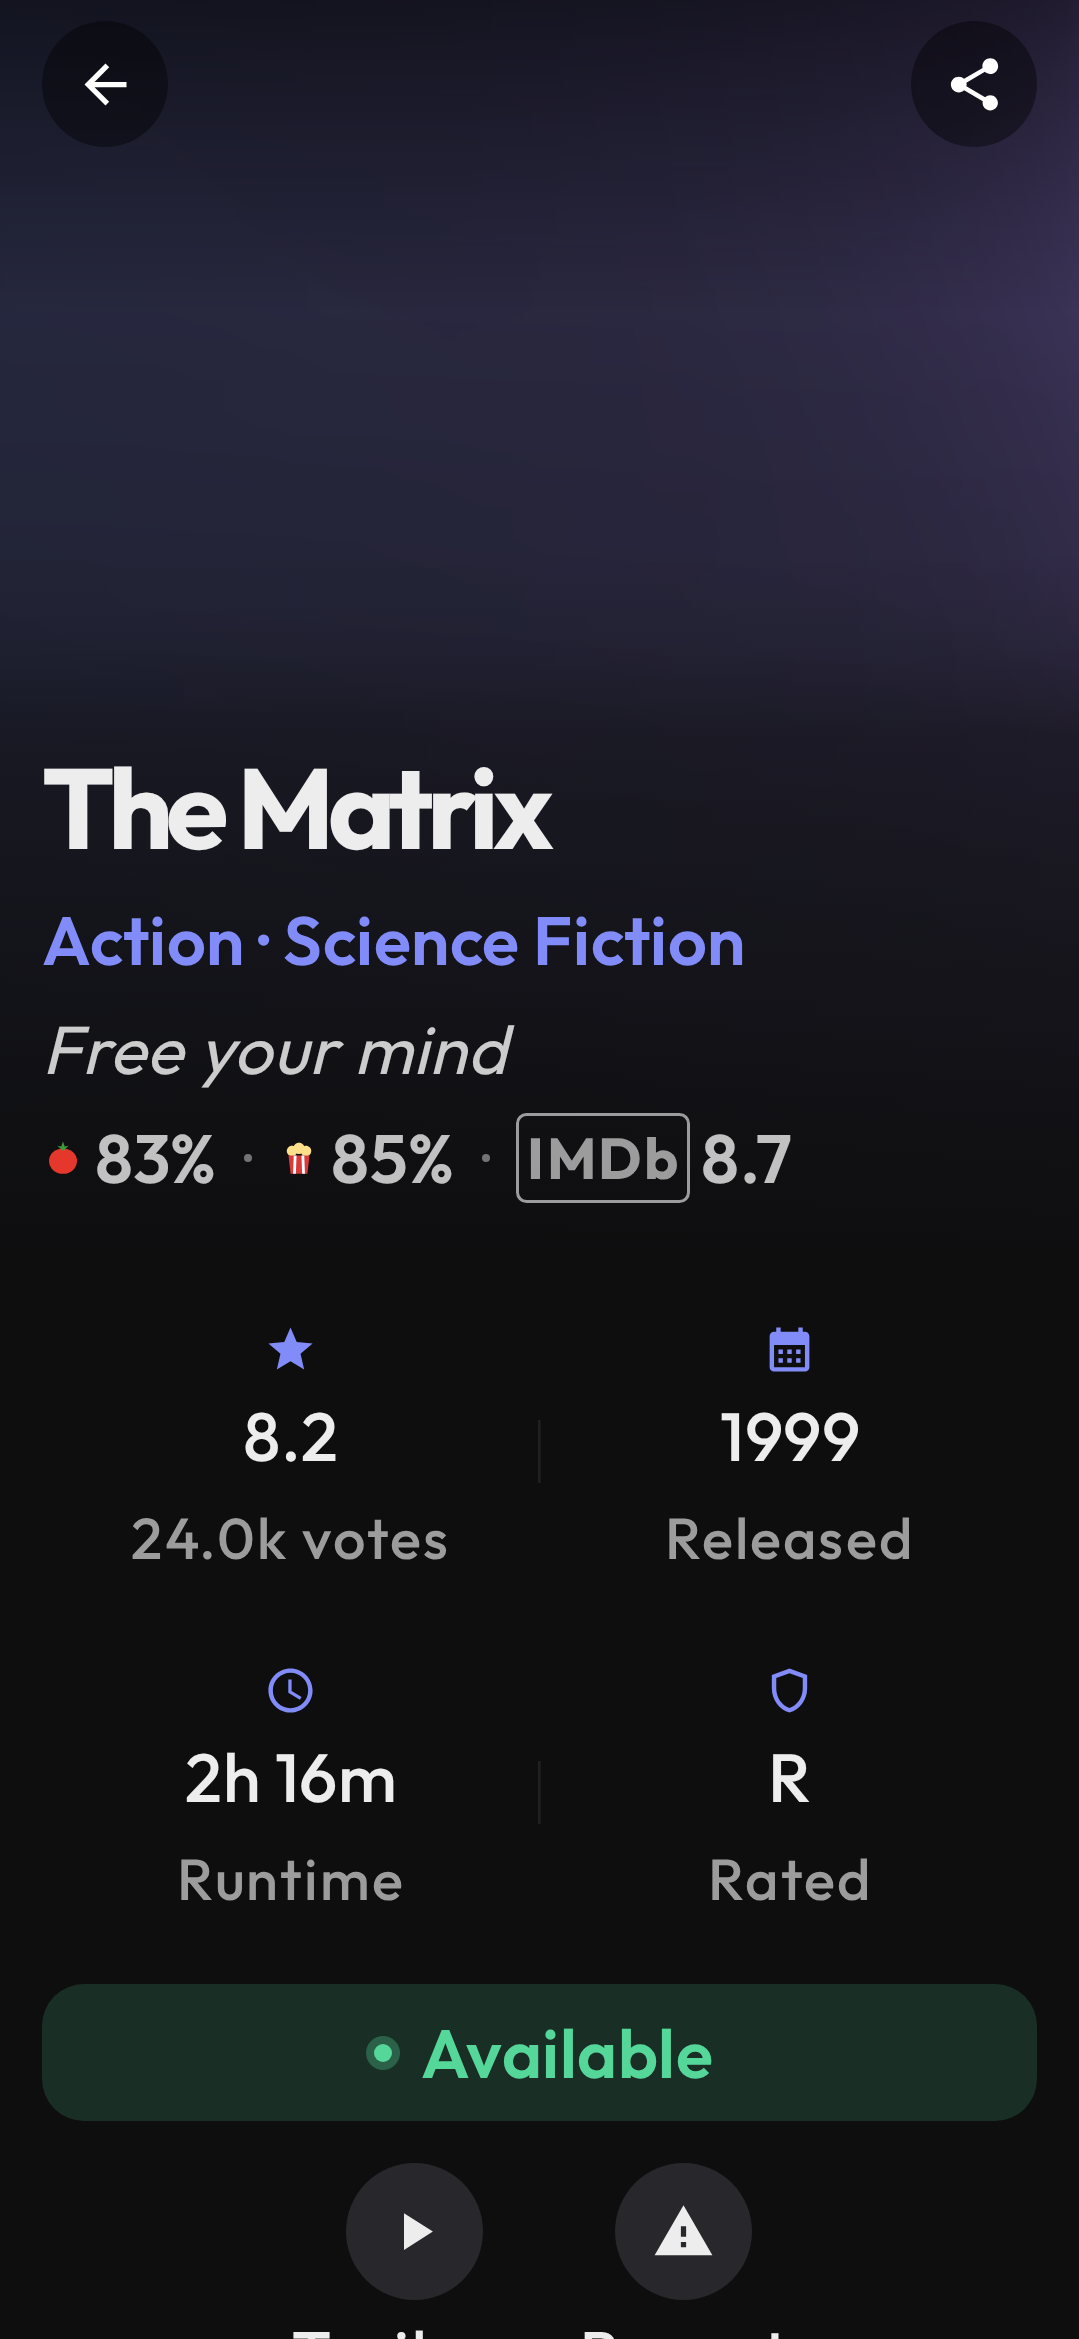 The Matrix
Action · Science Fiction
Free your mind
83% · 85% · IMDb 8.7
8.2 1999
24.0k votes Released
2h 16m R
Runtime Rated
Available